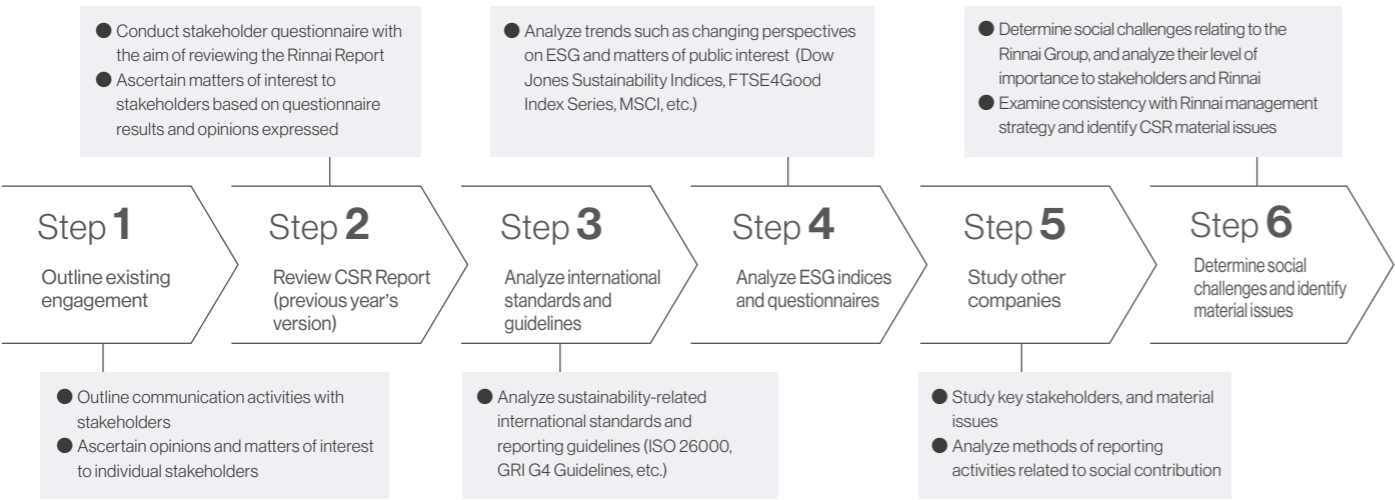 ● Conduct stakeholder questionnaire with
the aim of reviewing the Rinnai Report
● Ascertain matters of interest to
stakeholders based on questionnaire
results and opinions expressed
● Analyze trends such as changing perspectives
on ESG and matters of public interest (Dow
Jones Sustainability Indices, FTSE4Good
Index Series, MSCI, etc.)
● Determine social challenges relating to the
Rinnai Group, and analyze their level of
importance to stakeholders and Rinnai
● Examine consistency with Rinnai management
strategy and identify CSR material issues
Step 1
Outline existing
engagement
Step 2
Review CSR Report
(previous year's
version)
Step 3
Analyze international
standards and
guidelines
Step 4
Analyze ESG indices
and questionnaires
Step 5
Study other
companies
Step 6
Determine social
challenges and identify
material issues
● Outline communication activities with
stakeholders
● Ascertain opinions and matters of interest
to individual stakeholders
● Analyze sustainability-related
international standards and
reporting guidelines (ISO 26000,
GRI G4 Guidelines, etc.)
● Study key stakeholders, and material
issues
● Analyze methods of reporting
activities related to social contribution